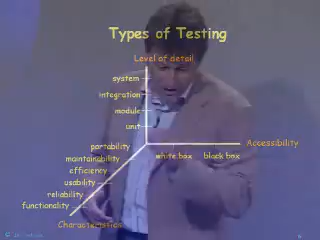 Types of Testing
Level of detail
system
integration
module
unit
Accessibility
white box black box
portability
maintainability
efficiency
usability
reliability
functionality
Characteristics